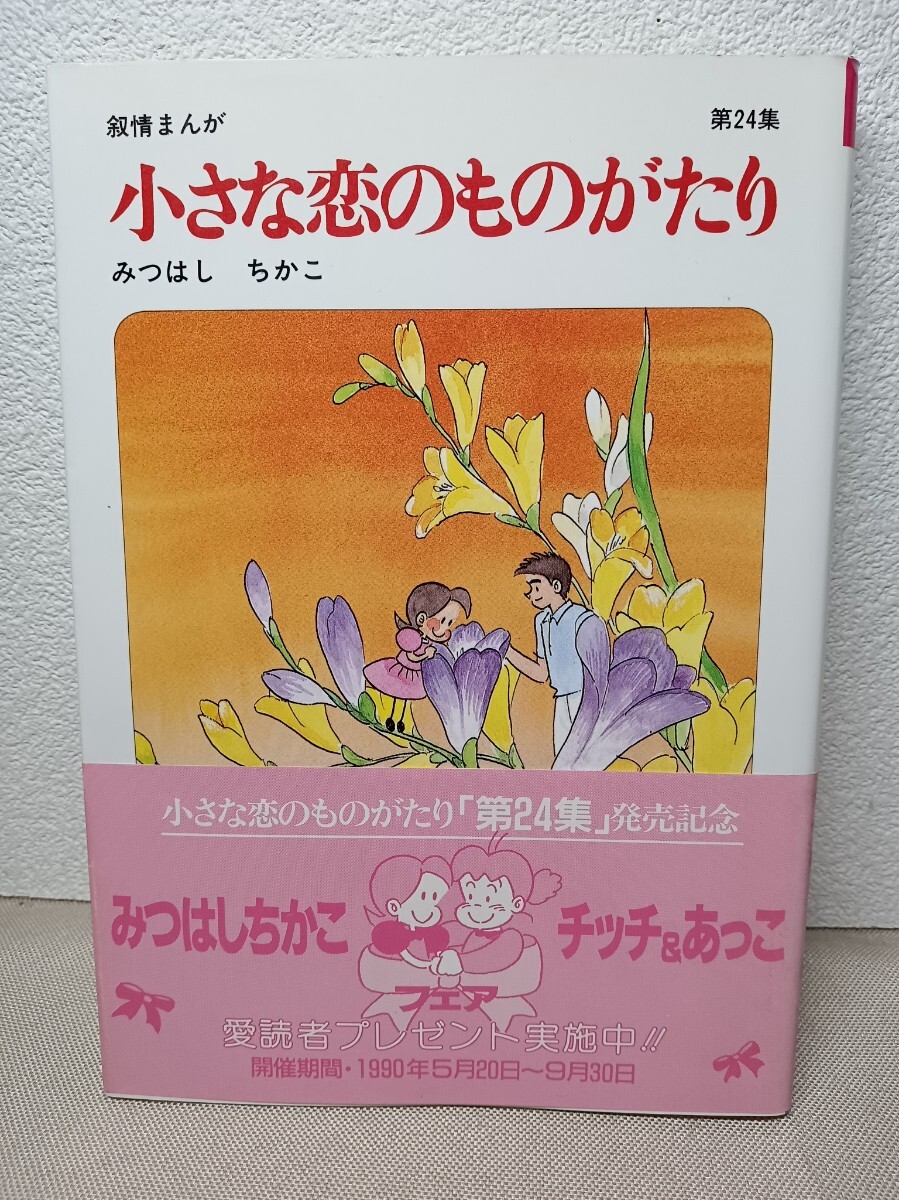 叙情まんが 第24集
小さな恋のものがたり
みつはし ちかこ
小さな恋のものがたり「第24集」発売記念
みつはしちかこ チッチ&あっこ
フェア
愛読者プレゼント実施中!!
開催期間・1990年5月20日〜9月30日